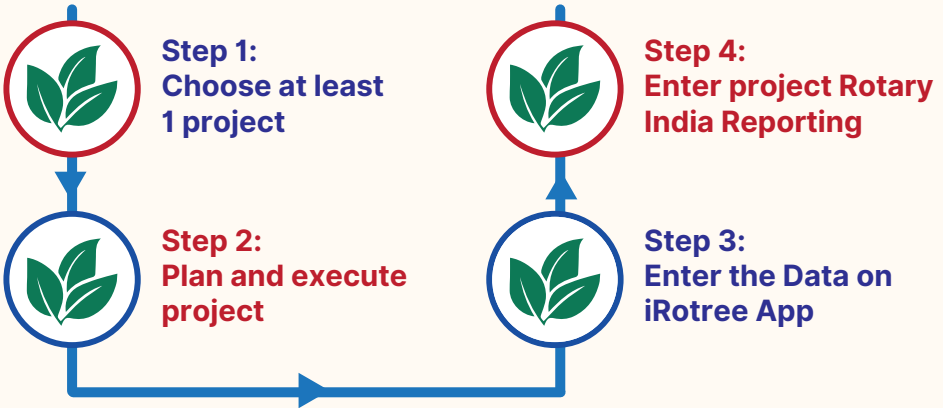 Step 1:
Choose at least
1 project
Step 2:
Plan and execute
project
Step 3:
Enter the Data on
iRotree App
Step 4:
Enter project Rotary
India Reporting